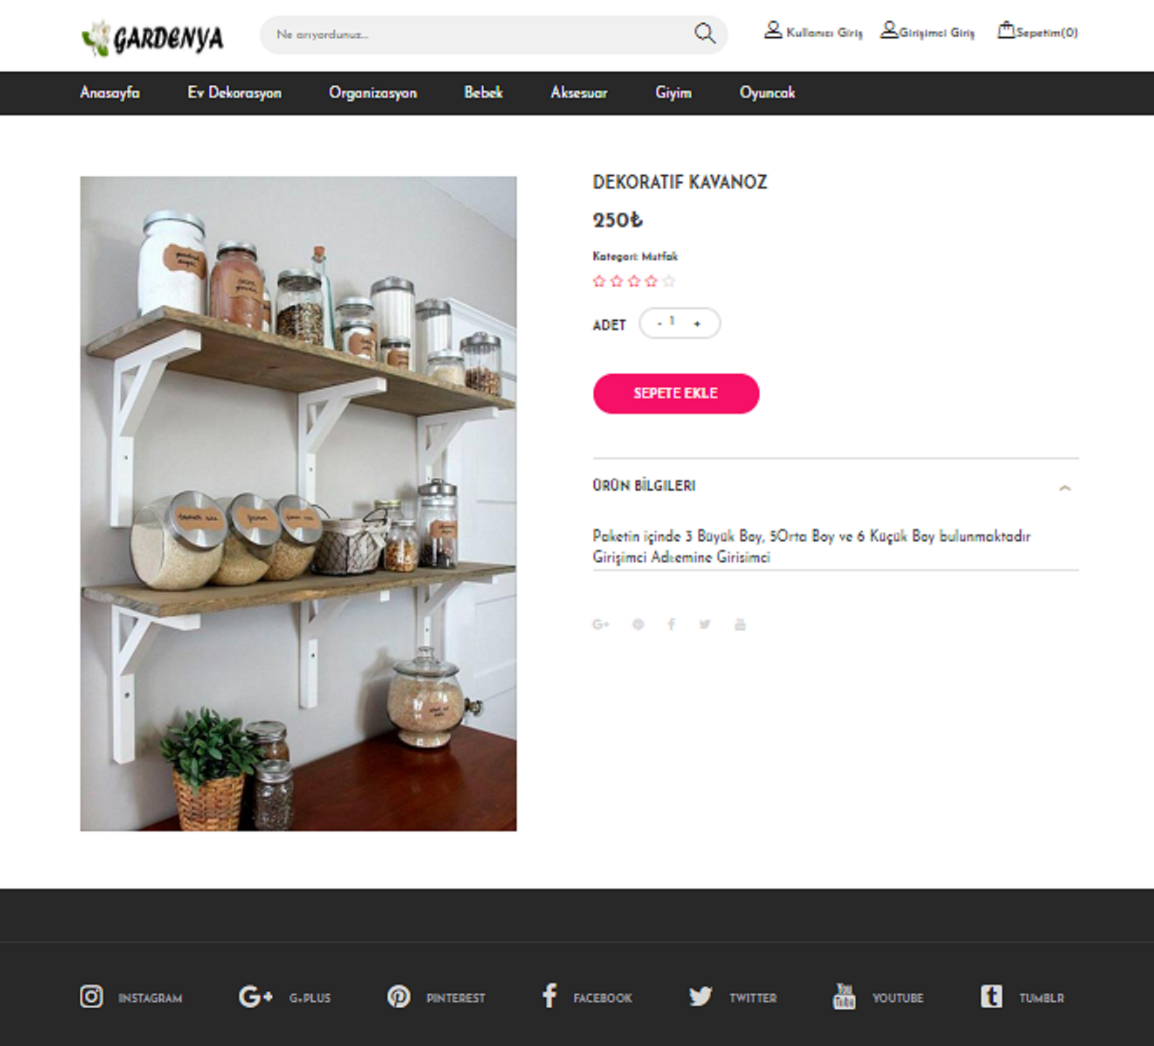 GARDENYA
Ne arıyordunuz...
Kullanıcı Giriş
Girişimci Giriş
Sepetim(0)
Anasayfa Ev Dekorasyon Organizasyon Bebek Aksesuar Giyim Oyuncak
DEKORATIF KAVANOZ
250₺
Kategori: Mutfak
ADET - 1 +
SEPETE EKLE
ÜRÜN BİLGILERI
Paketin içinde 3 Büyük Boy, 5Orta Boy ve 6 Küçük Boy bulunmaktadır
Girişimci Adı:emine Girisimci
INSTAGRAM G+PLUS PINTEREST FACEBOOK TWITTER YOUTUBE TUMBLR